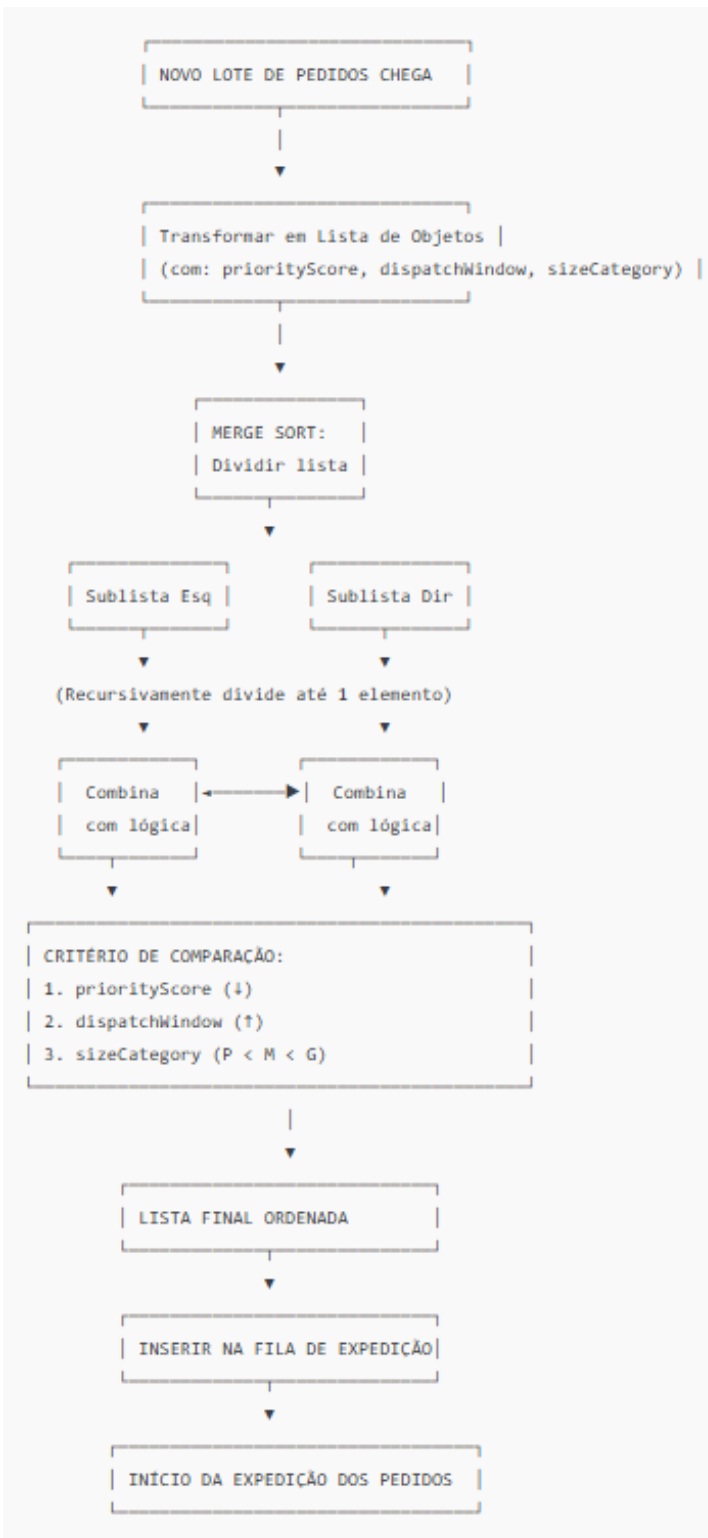 NOVO LOTE DE PEDIDOS CHEGA
Transformar em Lista de Objetos
(com: priorityScore, dispatchWindow, sizeCategory)
MERGE SORT:
Dividir lista
Sublista Esq
Sublista Dir
(Recursivamente divide até 1 elemento)
Combina
com lógica
Combina
com lógica
CRITÉRIO DE COMPARAÇÃO:
1. priorityScore (↓)
2. dispatchWindow (↑)
3. sizeCategory (P < M < G)
LISTA FINAL ORDENADA
INSERIR NA FILA DE EXPEDIÇÃO
INÍCIO DA EXPEDIÇÃO DOS PEDIDOS